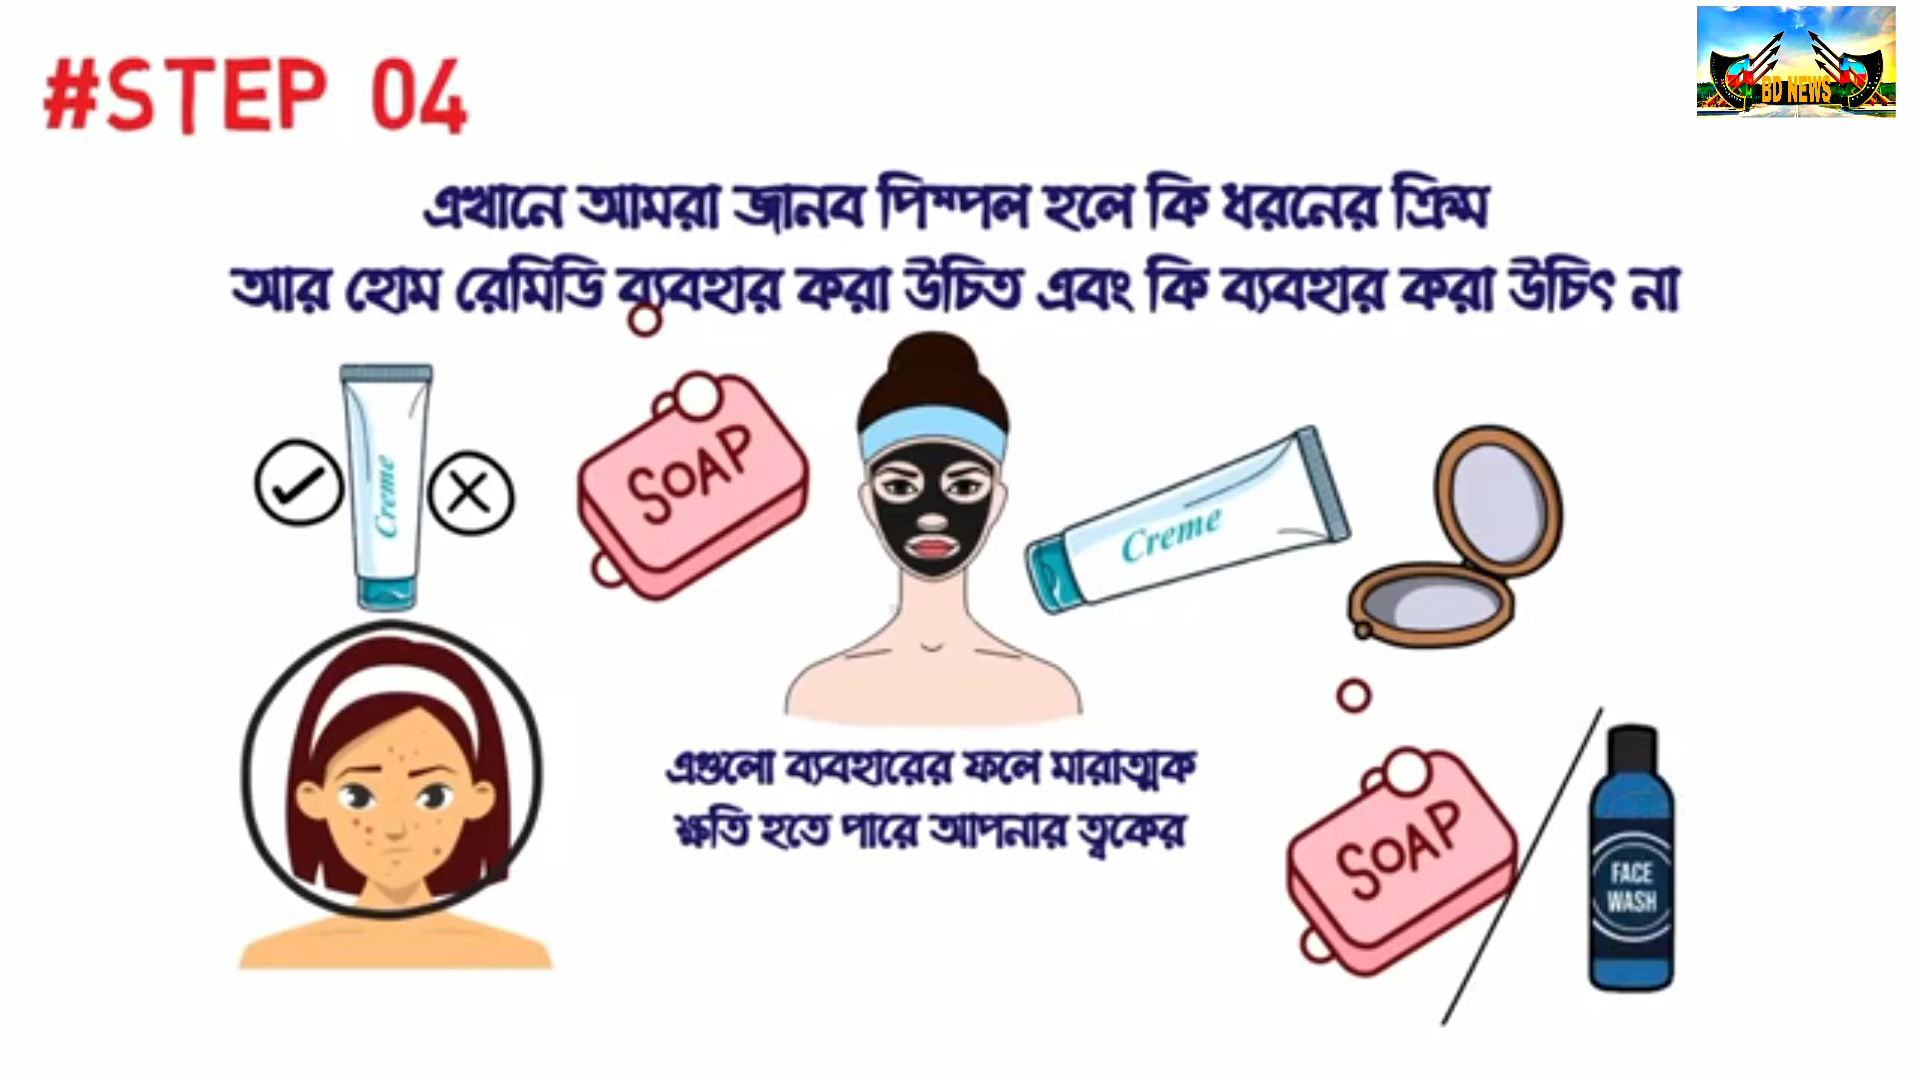 #STEP 04
BD NEWS
এখানে আমরা জানব পিম্পল হলে কি ধরনের ক্রিম
আর হোম রেমিডি ব্যবহার করা উচিত এবং কি ব্যবহার করা উচিৎ না
Creme
SOAP
Creme
এগুলো ব্যবহারের ফলে মারাত্মক
ক্ষতি হতে পারে আপনার ত্বকের
SOAP
FACE
WASH